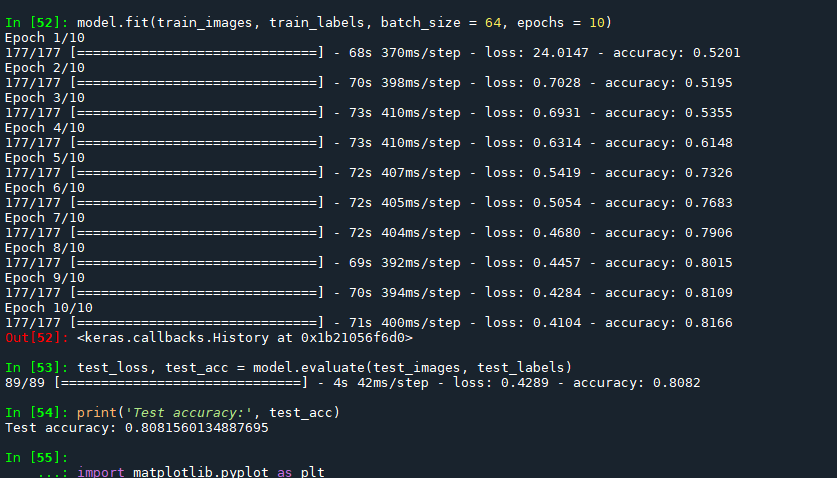 In [52]: model.fit(train_images, train_labels, batch_size = 64, epochs = 10)
Epoch 1/10
177/177 [==============================] - 68s 370ms/step - loss: 24.0147 - accuracy: 0.5201
Epoch 2/10
177/177 [==============================] - 70s 398ms/step - loss: 0.7028 - accuracy: 0.5195
Epoch 3/10
177/177 [==============================] - 73s 410ms/step - loss: 0.6931 - accuracy: 0.5355
Epoch 4/10
177/177 [==============================] - 73s 410ms/step - loss: 0.6314 - accuracy: 0.6148
Epoch 5/10
177/177 [==============================] - 72s 407ms/step - loss: 0.5419 - accuracy: 0.7326
Epoch 6/10
177/177 [==============================] - 72s 405ms/step - loss: 0.5054 - accuracy: 0.7683
Epoch 7/10
177/177 [==============================] - 72s 404ms/step - loss: 0.4680 - accuracy: 0.7906
Epoch 8/10
177/177 [==============================] - 69s 392ms/step - loss: 0.4457 - accuracy: 0.8015
Epoch 9/10
177/177 [==============================] - 70s 394ms/step - loss: 0.4284 - accuracy: 0.8109
Epoch 10/10
177/177 [==============================] - 71s 400ms/step - loss: 0.4104 - accuracy: 0.8166
Out[52]: <keras.callbacks.History at 0x1b21056f6d0>
In [53]: test_loss, test_acc = model.evaluate(test_images, test_labels)
89/89 [==============================] - 4s 42ms/step - loss: 0.4289 - accuracy: 0.8082
In [54]: print('Test accuracy:', test_acc)
Test accuracy: 0.8081560134887695
In [55]:
...: import matplotlib.pyplot as plt